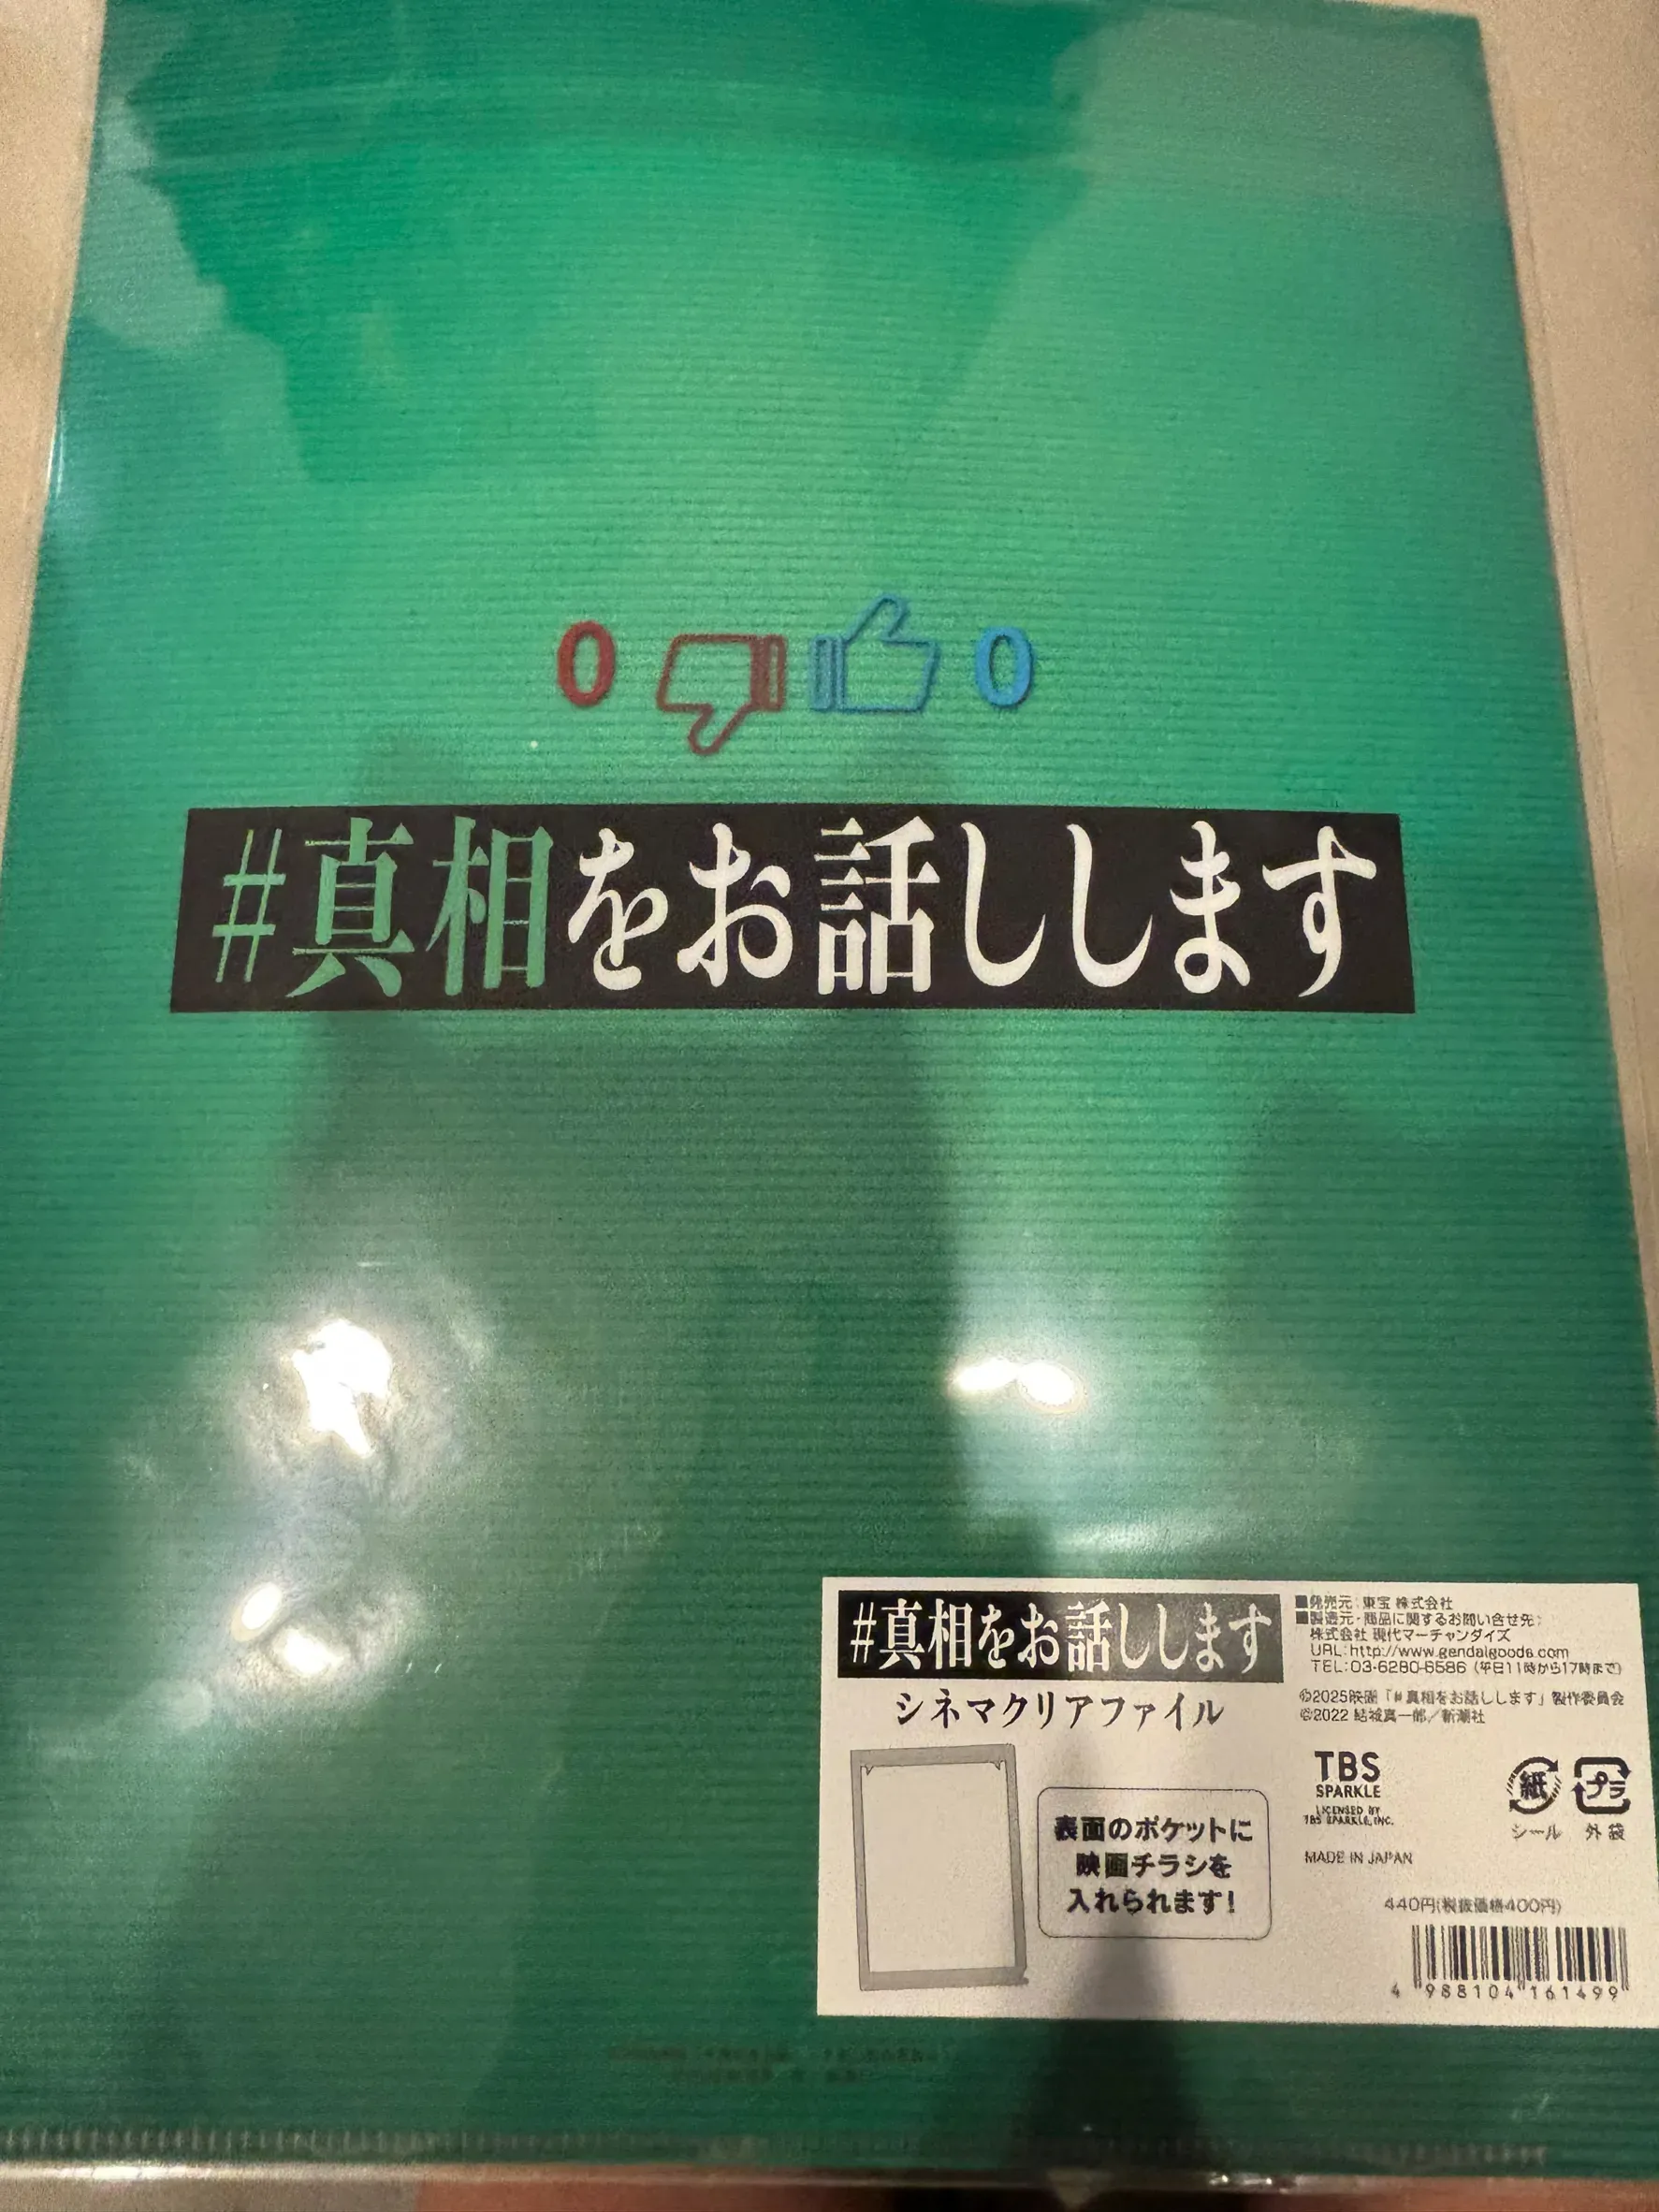 0 0
#真相をお話しします
#真相をお話しします
シネマクリアファイル
表面のポケットに
映画チラシを
入れられます!
■発売元:東宝 株式会社
■製造元・商品に関するお問い合せ先:
株式会社 現代マーチャンダイズ
URL:http://www.gendaigoods.com
TEL:03-6280-6586 (平日11時から17時まで)
©2025映画「#真相をお話しします」製作委員会
©2022 結城真一郎/新潮社
TBS
SPARKLE
LICENSED BY
TBS SPARKLE, INC.
紙 プラ
シール 外袋
MADE IN JAPAN
440円(税抜価格400円)
4 988104 161499